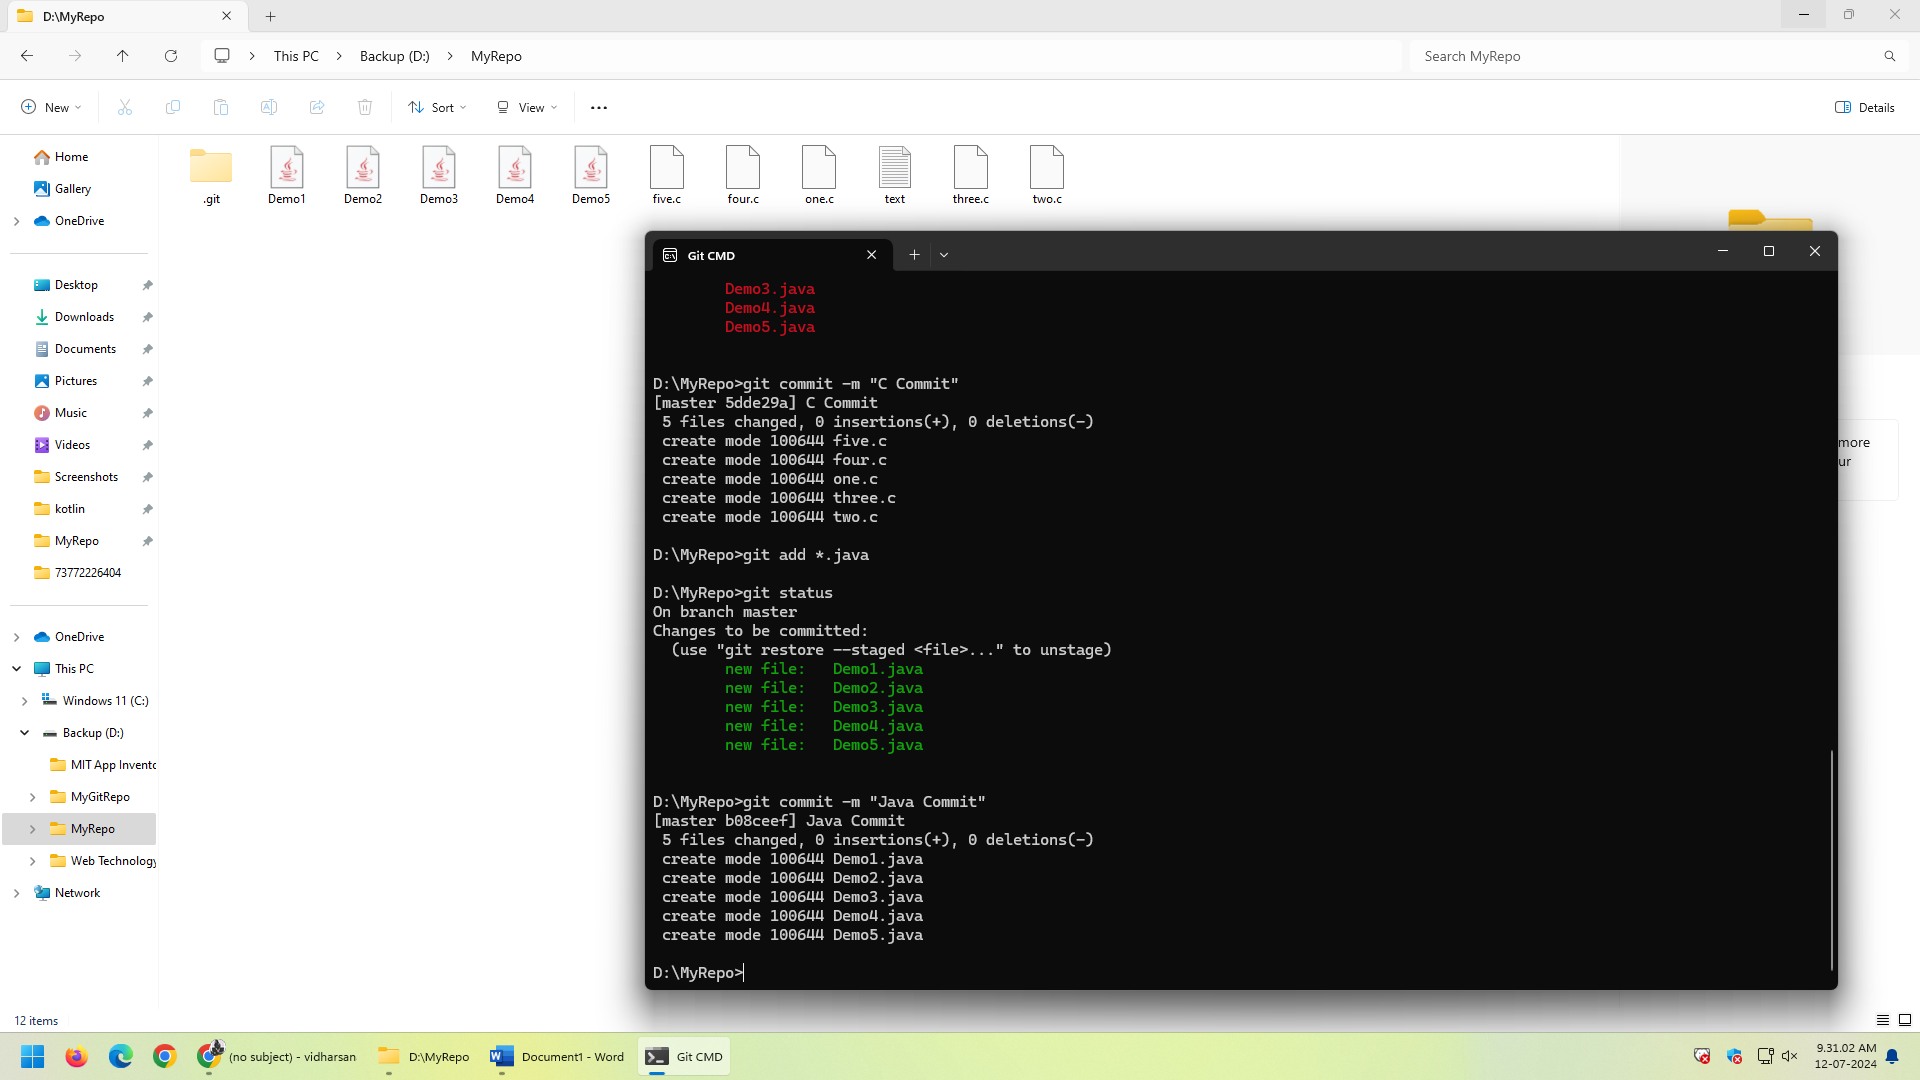 D:\MyRepo
This PC
Backup (D:)
MyRepo
Search MyRepo
New
Sort
View
Details
Home
Gallery
OneDrive
Desktop
Downloads
Documents
Pictures
Music
Videos
Screenshots
kotlin
MyRepo
73772226404
OneDrive
This PC
Windows 11 (C:)
Backup (D:)
MIT App Invento
MyGitRepo
MyRepo
Web Technology
Network
.git
Demo1
Demo2
Demo3
Demo4
Demo5
five.c
four.c
one.c
text
three.c
two.c
more
ur
Git CMD
Demo3.java
Demo4.java
Demo5.java
D:\MyRepo>git commit -m "C Commit"
[master 5dde29a] C Commit
5 files changed, 0 insertions(+), 0 deletions(-)
create mode 100644 five.c
create mode 100644 four.c
create mode 100644 one.c
create mode 100644 three.c
create mode 100644 two.c
D:\MyRepo>git add *.java
D:\MyRepo>git status
On branch master
Changes to be committed:
(use "git restore --staged <file>..." to unstage)
new file:   Demo1.java
new file:   Demo2.java
new file:   Demo3.java
new file:   Demo4.java
new file:   Demo5.java
D:\MyRepo>git commit -m "Java Commit"
[master b08ceef] Java Commit
5 files changed, 0 insertions(+), 0 deletions(-)
create mode 100644 Demo1.java
create mode 100644 Demo2.java
create mode 100644 Demo3.java
create mode 100644 Demo4.java
create mode 100644 Demo5.java
D:\MyRepo>
12 items
(no subject) - vidharsan
D:\MyRepo
Document1 - Word
Git CMD
9.31.02 AM
12-07-2024